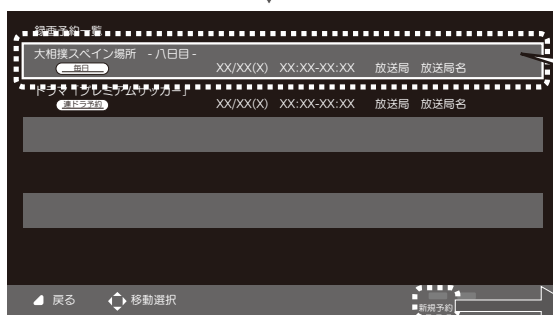 録画予約一覧
大相撲スペイン場所 - 八日目 -
毎日 XX/XX(X) XX:XX-XX:XX 放送局 放送局名
ドラマ「プレミアムサッカー」
連ドラ予約 XX/XX(X) XX:XX-XX:XX 放送局 放送局名
戻る 移動選択 新規予約